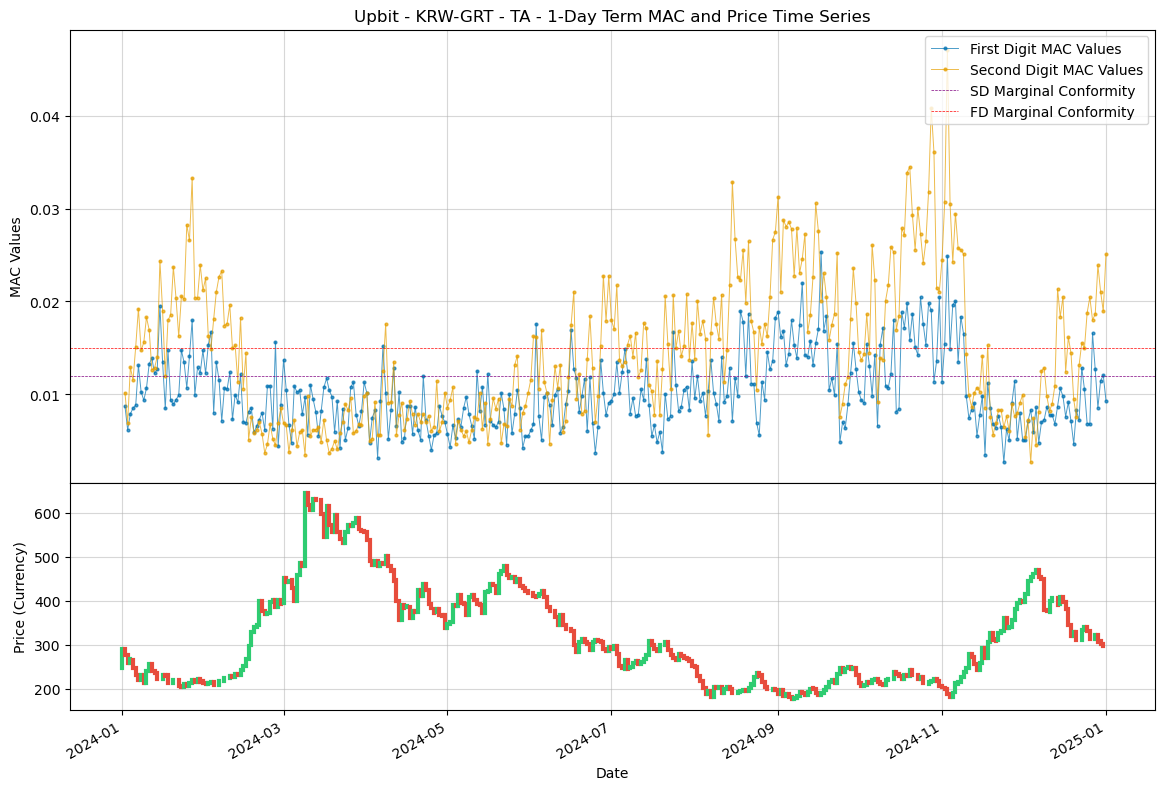 Upbit - KRW-GRT - TA - 1-Day Term MAC and Price Time Series
First Digit MAC Values
Second Digit MAC Values
SD Marginal Conformity
FD Marginal Conformity
MAC Values
0.04
0.03
0.02
0.01
Price (Currency)
600
500
400
300
200
2024-01
2024-03
2024-05
2024-07
2024-09
2024-11
2025-01
Date